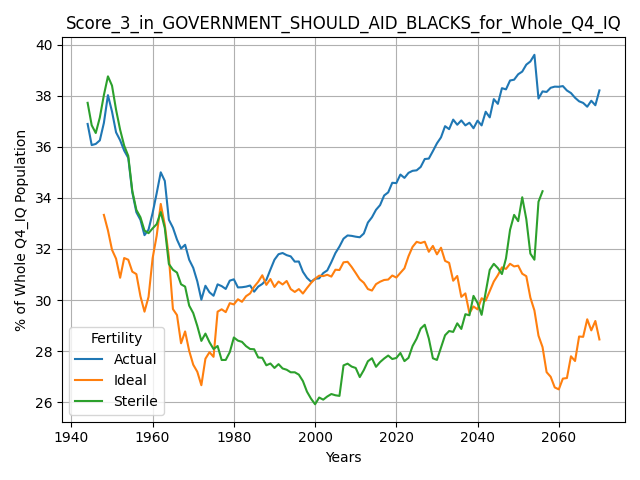 Score_3_in_GOVERNMENT_SHOULD_AID_BLACKS_for_Whole_Q4_IQ
40
38
36
34
32
30
28
26
% of Whole Q4_IQ Population
Fertility
Actual
Ideal
Sterile
1940 1960 1980 2000 2020 2040 2060
Years